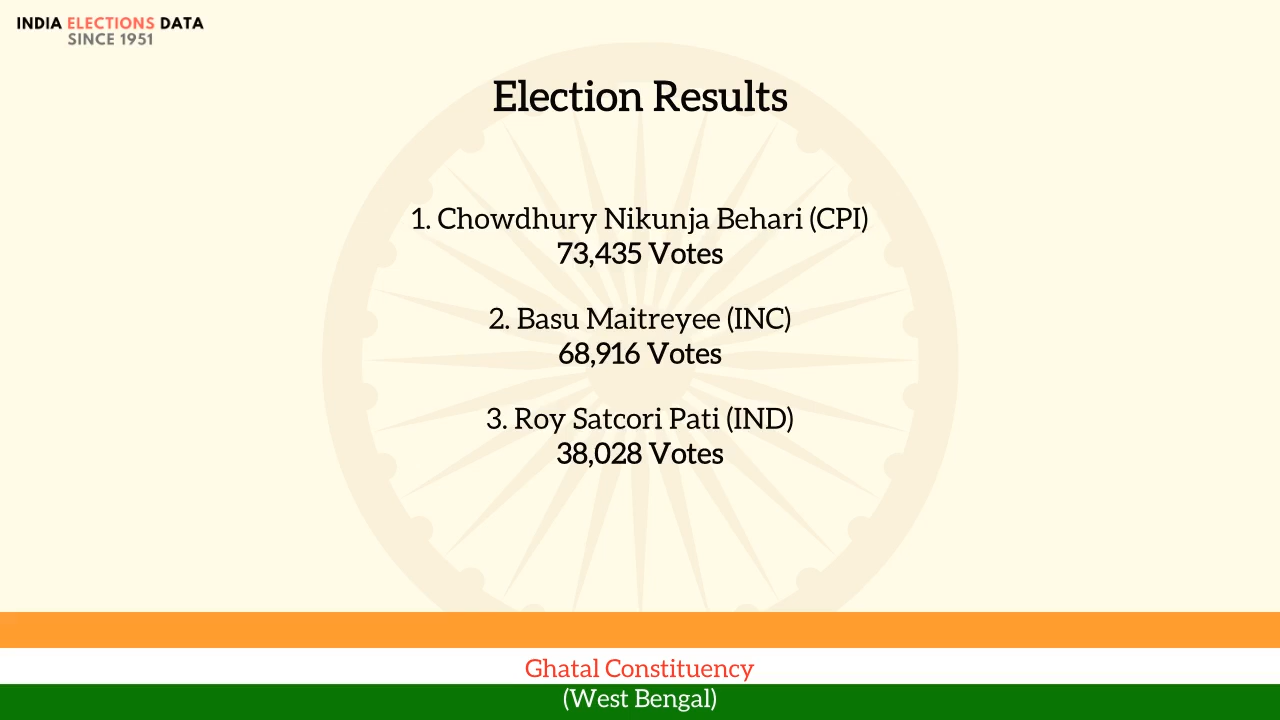 INDIA ELECTIONS DATA
SINCE 1951
Election Results
1. Chowdhury Nikunja Behari (CPI)
73,435 Votes
2. Basu Maitreyee (INC)
68,916 Votes
3. Roy Satcori Pati (IND)
38,028 Votes
Ghatal Constituency
(West Bengal)